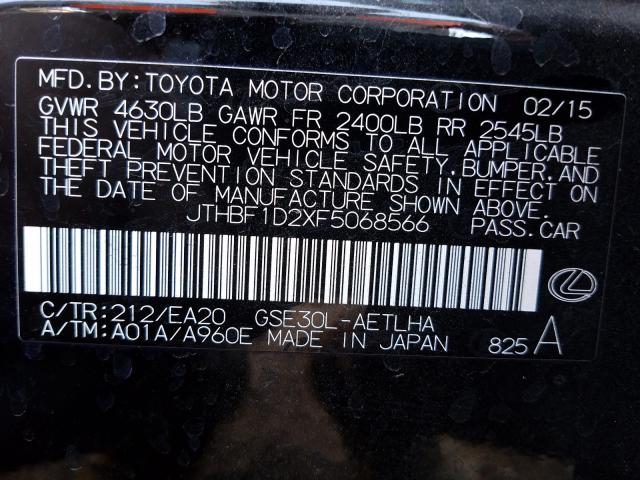 MFD.BY:TOYOTA MOTOR CORPORATION 02/15
GVWR 4630LB GAWR FR 2400LB RR 2545LB
THIS VEHICLE CONFORMS TO ALL APPLICABLE
FEDERAL MOTOR VEHICLE SAFETY,BUMPER,AND
THEFT PREVENTION STANDARDS IN EFFECT ON
THE DATE OF MANUFACTURE SHOWN ABOVE.
JTHBF1D2XF5068566 PASS.CAR
C/TR:212/EA20 GSE30L-AETLHA
A/TM:A01A/A960E MADE IN JAPAN 825 A